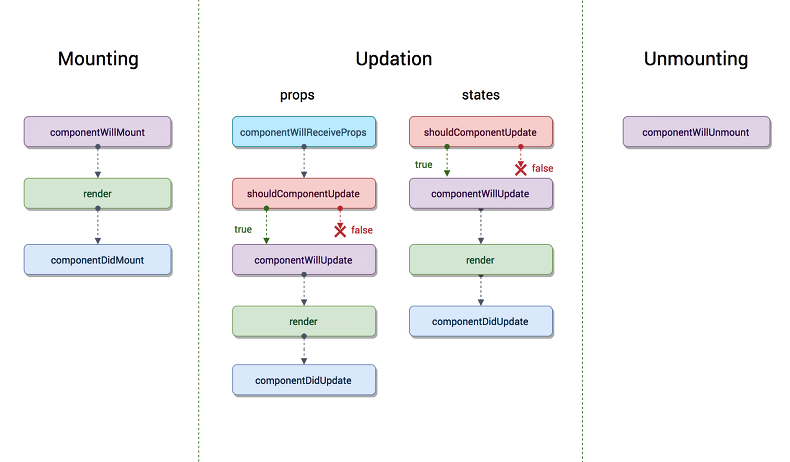 Mounting
componentWillMount
render
componentDidMount
Updation
props
componentWillReceiveProps
shouldComponentUpdate
true
false
componentWillUpdate
render
componentDidUpdate
states
shouldComponentUpdate
true
false
componentWillUpdate
render
componentDidUpdate
Unmounting
componentWillUnmount